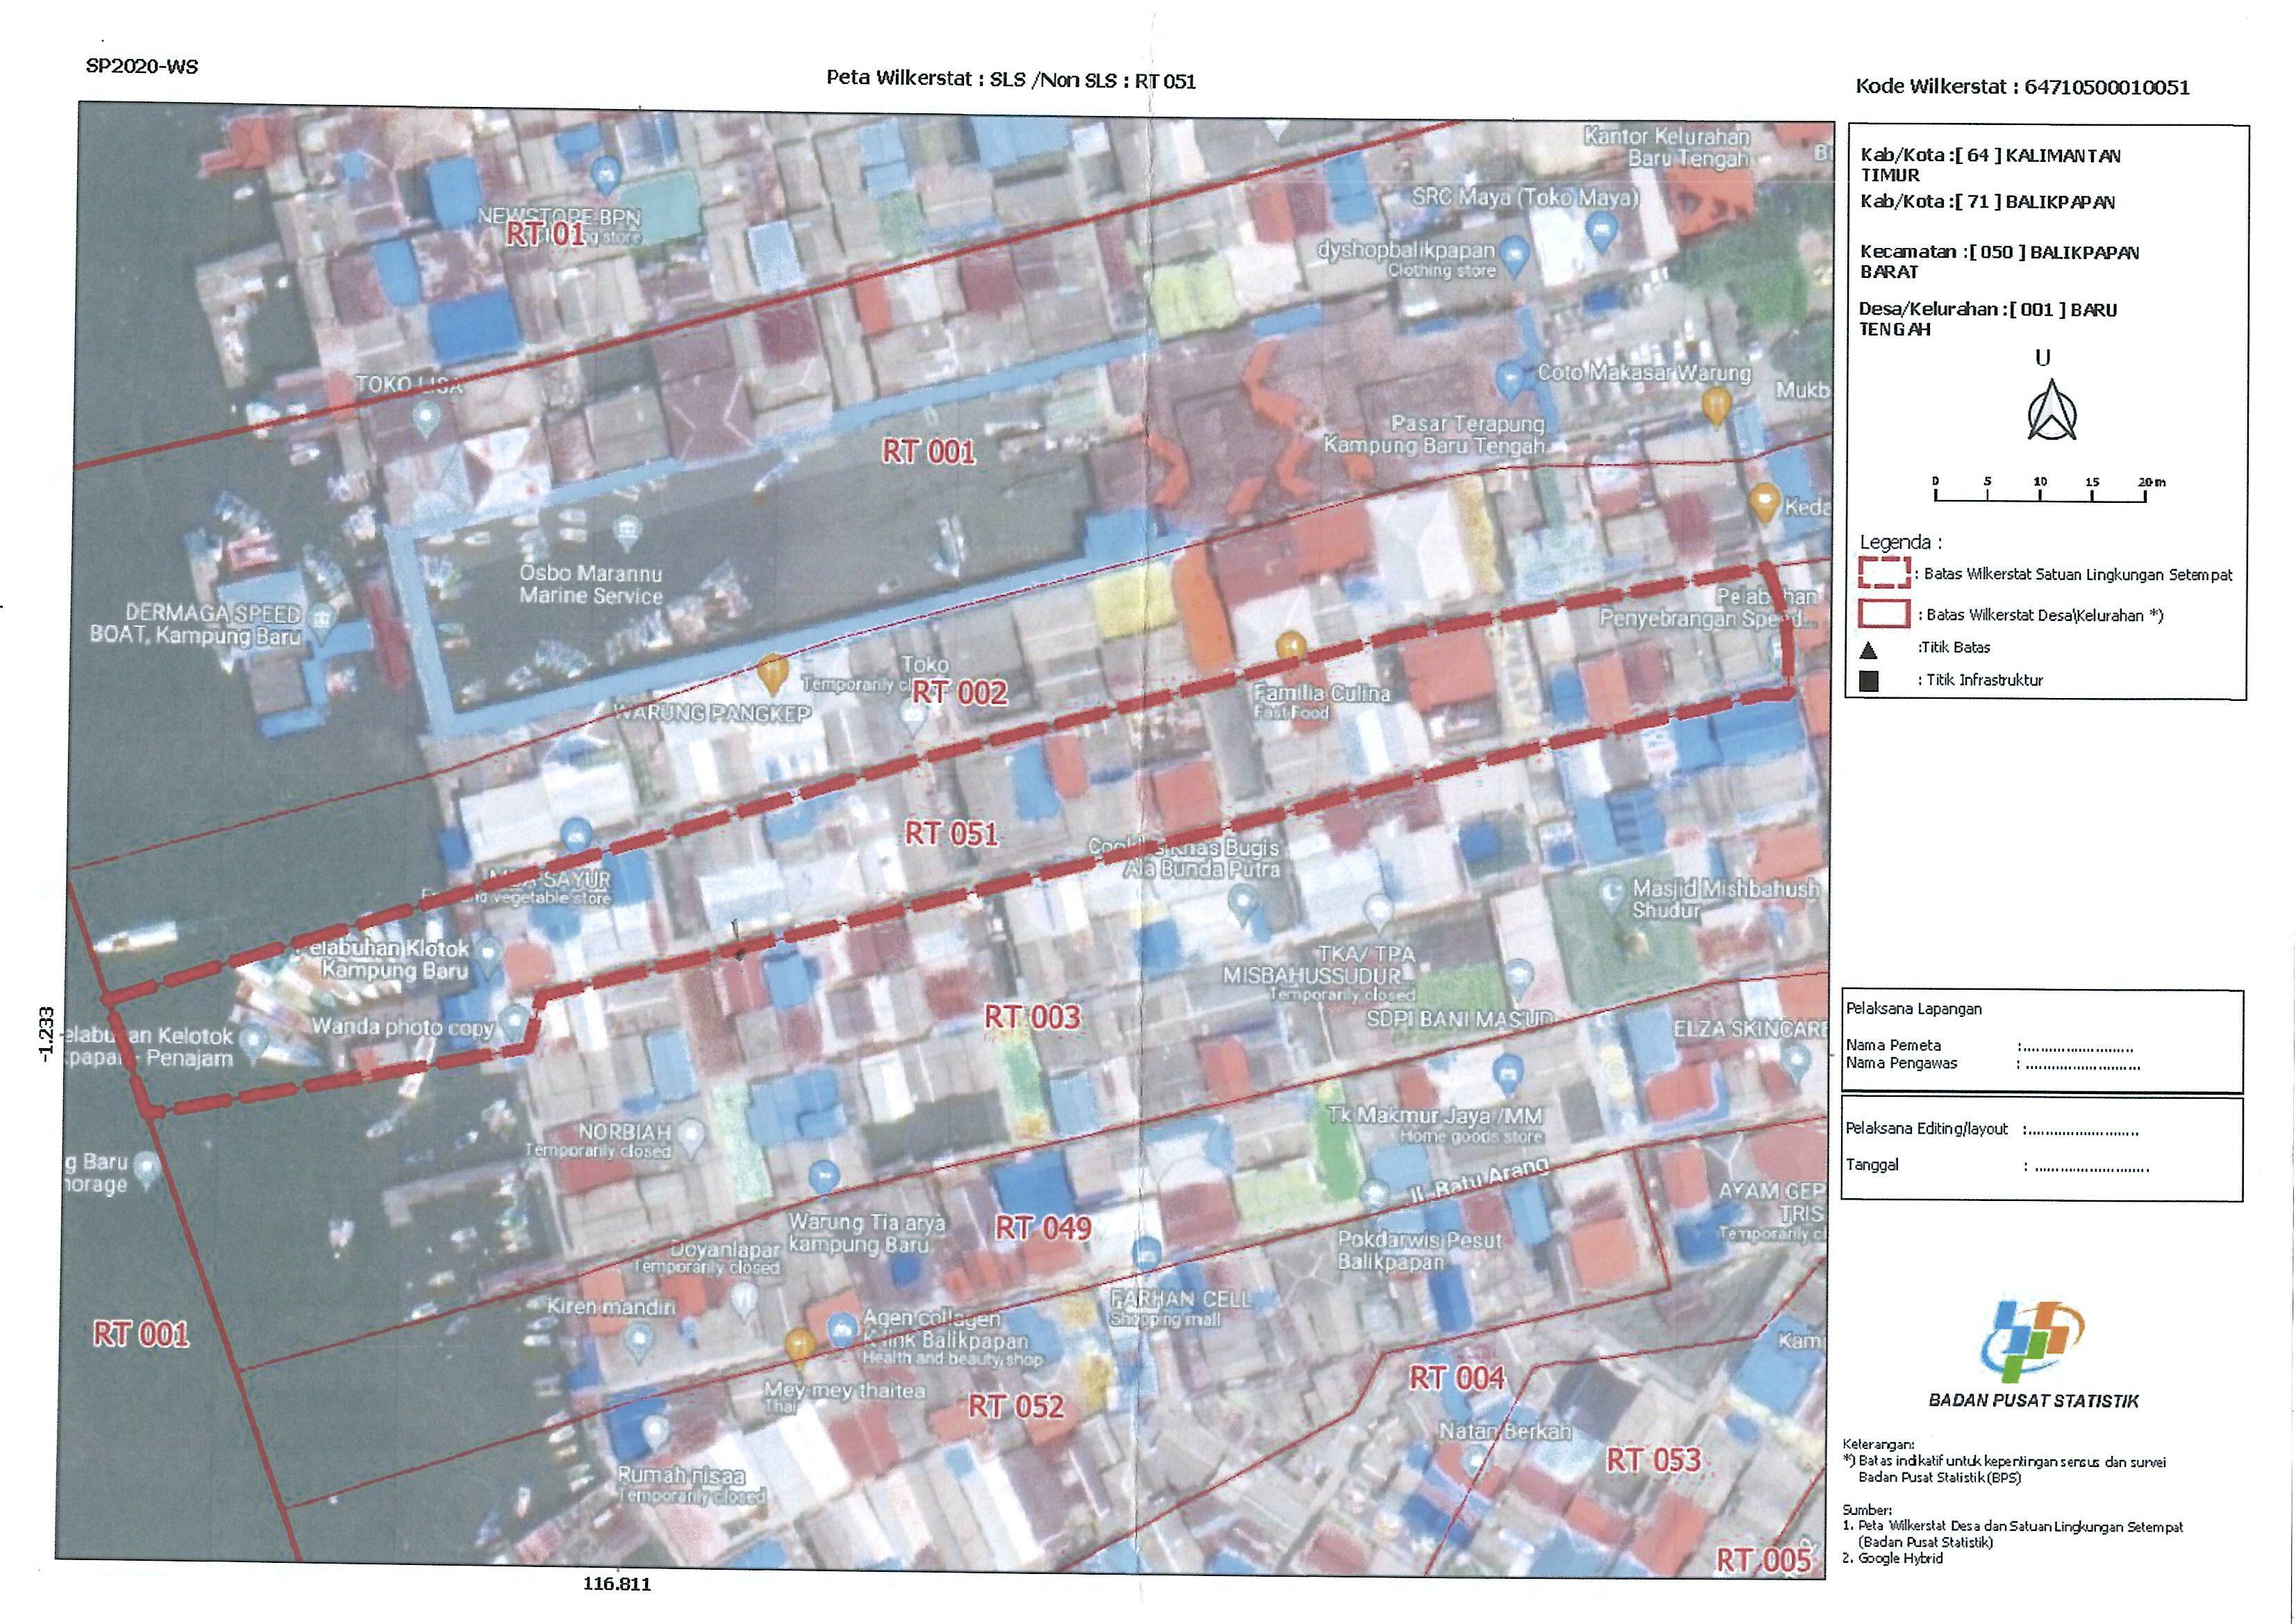 SP2020-WS
Peta Wilkerstat : SLS /Non SLS : RT 051
Kode Wilkerstat : 64710500010051
Kab/Kota :[ 64 ] KALIMANTAN
TIMUR
Kab/Kota :[ 71 ] BALIKPAPAN
Kecamatan :[ 050 ] BALIKPAPAN
BARAT
Desa/Kelurahan :[ 001 ] BARU
TENGAH
U
0 5 10 15 20 m
Legenda :
: Batas Wilkerstat Satuan Lingkungan Setempat
: Batas Wilkerstat Desa\Kelurahan *)
:Titik Batas
: Titik Infrastruktur
Pelaksana Lapangan
Nama Pemeta :..........................
Nama Pengawas : ...........................
Pelaksana Editing/layout :..........................
Tanggal : ...........................
BADAN PUSAT STATISTIK
Keterangan:
*) Batas indikatif untuk kepentingan sensus dan survei
Badan Pusat Statistik (BPS)
Sumber:
1. Peta Wilkerstat Desa dan Satuan Lingkungan Setempat
(Badan Pusat Statistik)
2. Google Hybrid
Kantor Kelurahan
Baru Tengah
SRC Maya (Toko Maya)
NEWSTORE.BPN
RT 01
store
dyshopbalikpapan
Clothing store
TOKO LISA
Coto Makasar Warung
Mukb
Pasar Terapung
Kampung Baru Tengah
RT 001
Keda
Osbo Marannu
Marine Service
DERMAGA SPEED
BOAT, Kampung Baru
Penyebrangan
Toko
Temporarily
RT 002
WARUNG PANGKEP
Familia Culina
Fast Food
RT 051
Bugis
Ala Bunda Putra
SAYUR
vegetable store
Masjid Mishbahush
Shudur
elabuhan Klotok
Kampung Baru
TKA/ TPA
MISBAHUSSUDUR
Temporarily closed
SDPI BANI MAS'UD
RT 003
Wanda photo copy
Kelotok
- Penajam
ELZA SKINCARE
-1.233
Tk Makmur Jaya /MM
Home goods store
NORBIAH
Temporarily closed
g Baru
horage
Jl. Batu Arang
AYAM GEP
TRIS
Temporarily cl
Warung Tia arya
kampung Baru
RT 049
Doyanlapar
Temporarily closed
Pokdarwis Pesut
Balikpapan
Kiren mandiri
FARHAN CELL
Shopping mall
Agen collagen
K-link Balikpapan
Health and beauty shop
RT 001
Kam
RT 004
Mey-mey thaitea
Thai
RT 052
Natan Berkah
RT 053
Rumah nisaa
Temporarily closed
RT 005
116.811